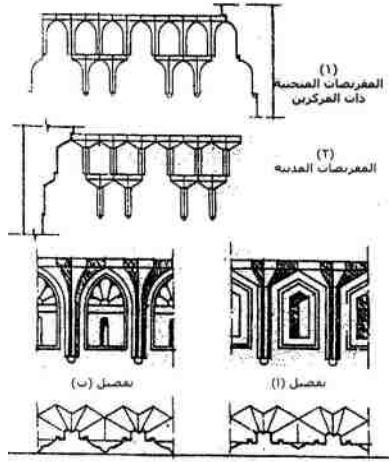 (١)
المقرنصات المنحنية
ذات المركزين
(٢)
المقرنصات المدببة
تفصيل (أ)
تفصيل (ب)